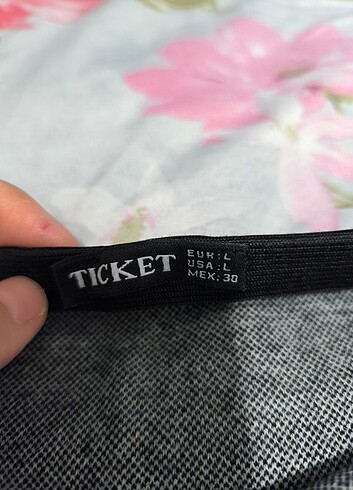 TICKET
EUR: L
USA: L
MEX. 30